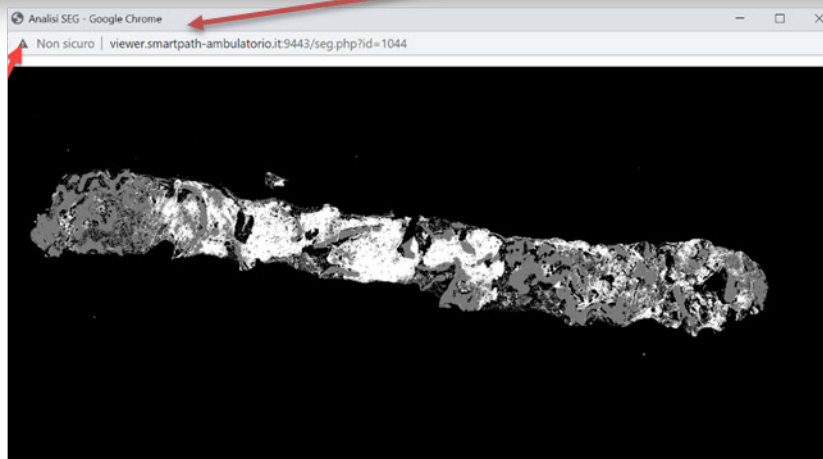 Analisi SEG - Google Chrome
Non sicuro | viewer.smartpath-ambulatorio.it:9443/seg.php?id=1044